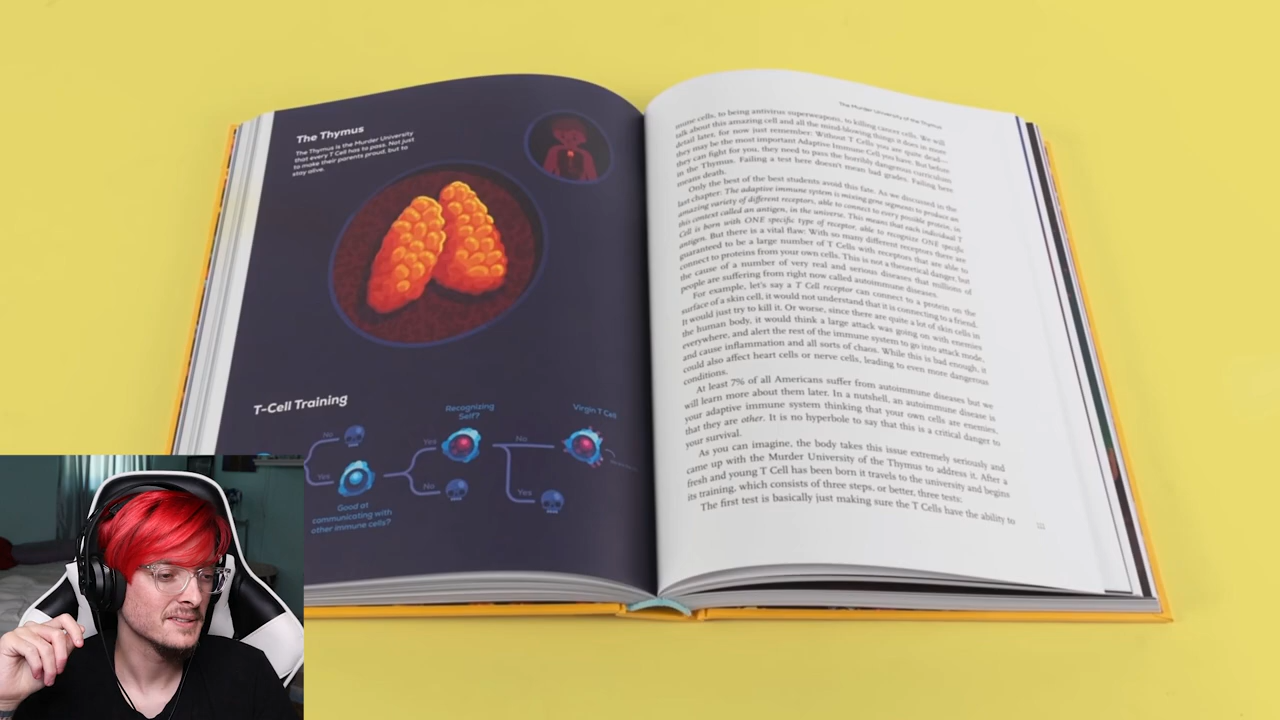 The Thymus
The Thymus is the Murder University
that every T Cell has to pass. Not just
to make their parents proud, but to
stay alive.
T-Cell Training
No
Yes
Good at
communicating with
other immune cells?
Yes
No
Recognizing
Self?
No
Yes
Virgin T Cell
The Murder University of the Thymus
mune cells, to being antivirus superweapons, to killing cancer cells. We will
talk about this amazing cell and all the mind-blowing things it does in more
detail later, for now just remember: Without T Cells you are quite dead—
they may be the most important Adaptive Immune Cell you have. But before
they can fight for you, they need to pass the horribly dangerous curriculum
in the Thymus. Failing a test here doesn't mean bad grades. Failing here
means death.
Only the best of the best students avoid this fate. As we discussed in the
last chapter: The adaptive immune system is mixing gene segments to produce an
amazing variety of different receptors, able to connect to every possible protein, in
this context called an antigen, in the universe. This means that each individual T
Cell is born with ONE specific type of receptor, able to recognize ONE specific
antigen. But there is a vital flaw: With so many different receptors there are
guaranteed to be a large number of T Cells with receptors that are able to
connect to proteins from your own cells. This is not a theoretical danger, but
the cause of a number of very real and serious diseases that millions of
people are suffering from right now called autoimmune diseases.
For example, let's say a T Cell receptor can connect to a protein on the
surface of a skin cell, it would not understand that it is connecting to a friend.
It would just try to kill it. Or worse, since there are quite a lot of skin cells in
the human body, it would think a large attack was going on with enemies
everywhere, and alert the rest of the immune system to go into attack mode,
and cause inflammation and all sorts of chaos. While this is bad enough, it
could also affect heart cells or nerve cells, leading to even more dangerous
conditions.
At least 7% of all Americans suffer from autoimmune diseases but we
will learn more about them later. In a nutshell, an autoimmune disease is
your adaptive immune system thinking that your own cells are enemies,
that they are other. It is no hyperbole to say that this is a critical danger to
your survival.
As you can imagine, the body takes this issue extremely seriously and
came up with the Murder University of the Thymus to address it. After a
fresh and young T Cell has been born it travels to the university and begins
its training, which consists of three steps, or better, three tests:
The first test is basically just making sure the T Cells have the ability to